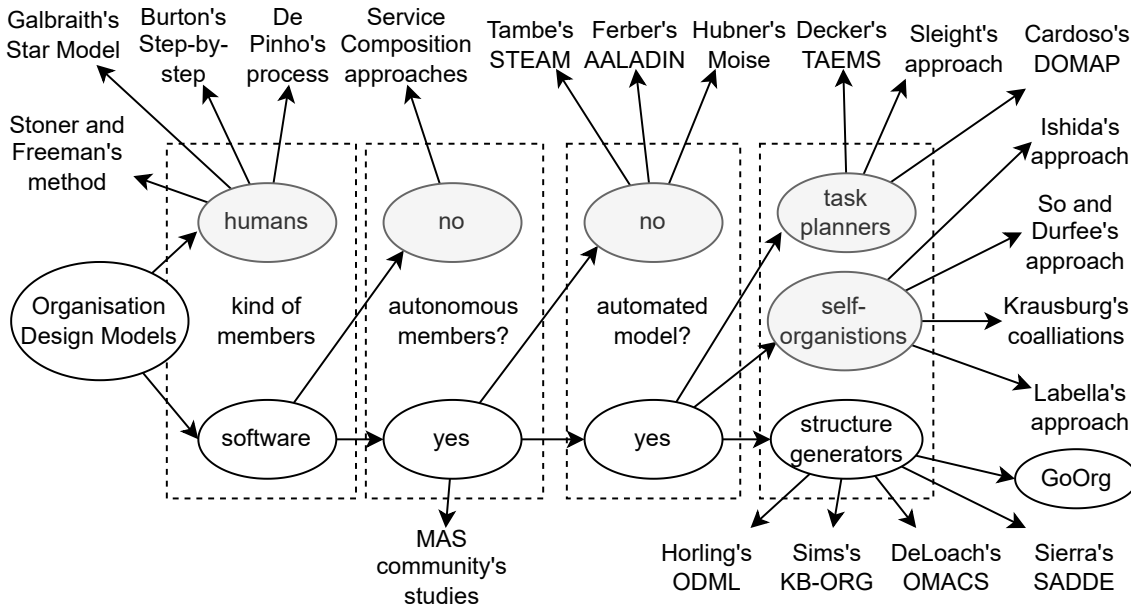 Galbraith's
Star Model
Burton's
Step-by-
step
De
Pinho's
process
Service
Composition
approaches
Tambe's
STEAM
Ferber's
AALADIN
Hubner's
Moise
Decker's
TAEMS
Sleight's
approach
Cardoso's
DOMAP
Stoner and
Freeman's
method
Ishida's
approach
humans
no
no
task
planners
So and
Durfee's
approach
Organisation
Design Models
kind of
members
autonomous
members?
automated
model?
self-
organistions
Krausburg's
coalliations
Labella's
approach
software
yes
yes
structure
generators
GoOrg
MAS
community's
studies
Horling's
ODML
Sims's
KB-ORG
DeLoach's
OMACS
Sierra's
SADDE